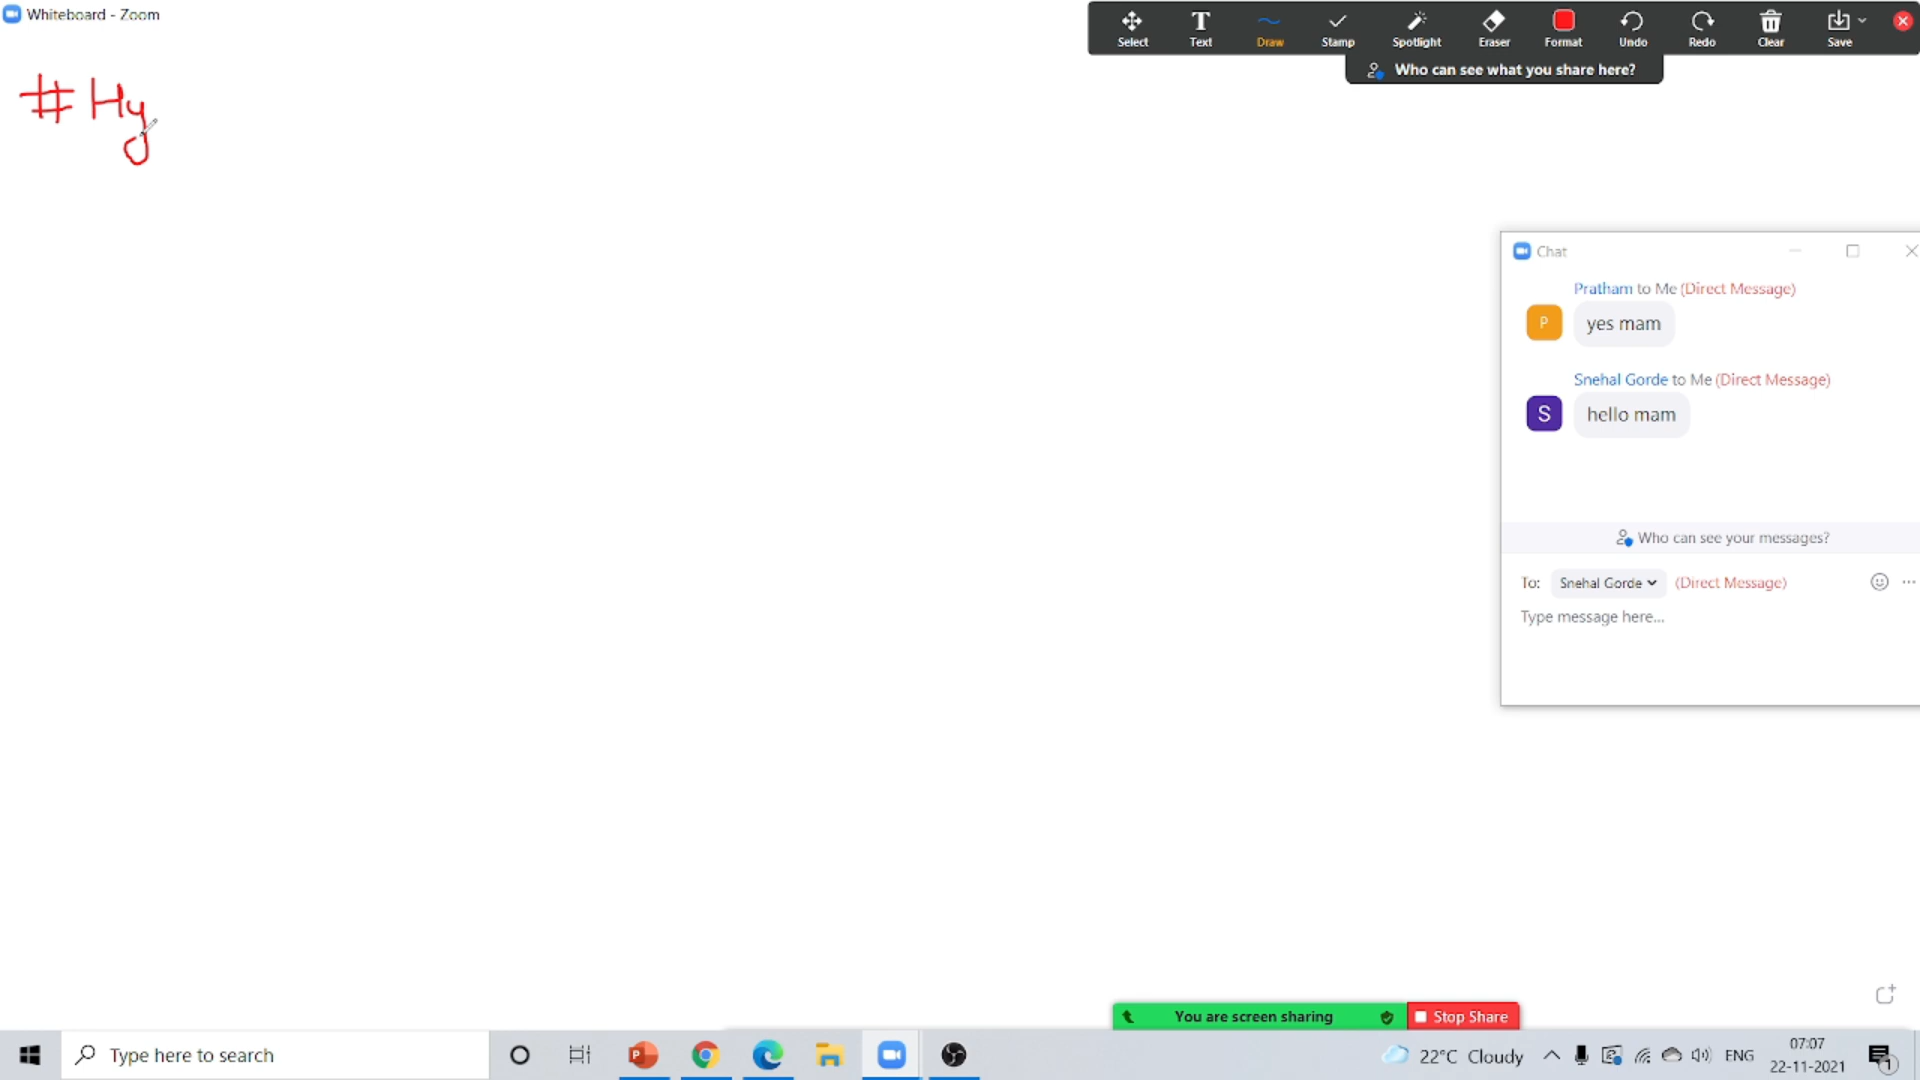 Whiteboard - Zoom
Select Text Draw Stamp Spotlight Eraser Format Undo Redo Clear Save
Who can see what you share here?
#Hy
Chat
Pratham to Me (Direct Message)
P
yes mam
Snehal Gorde to Me (Direct Message)
S
hello mam
Who can see your messages?
To: Snehal Gorde (Direct Message)
Type message here...
You are screen sharing Stop Share
Type here to search
22°C Cloudy ENG
07:07
22-11-2021
1